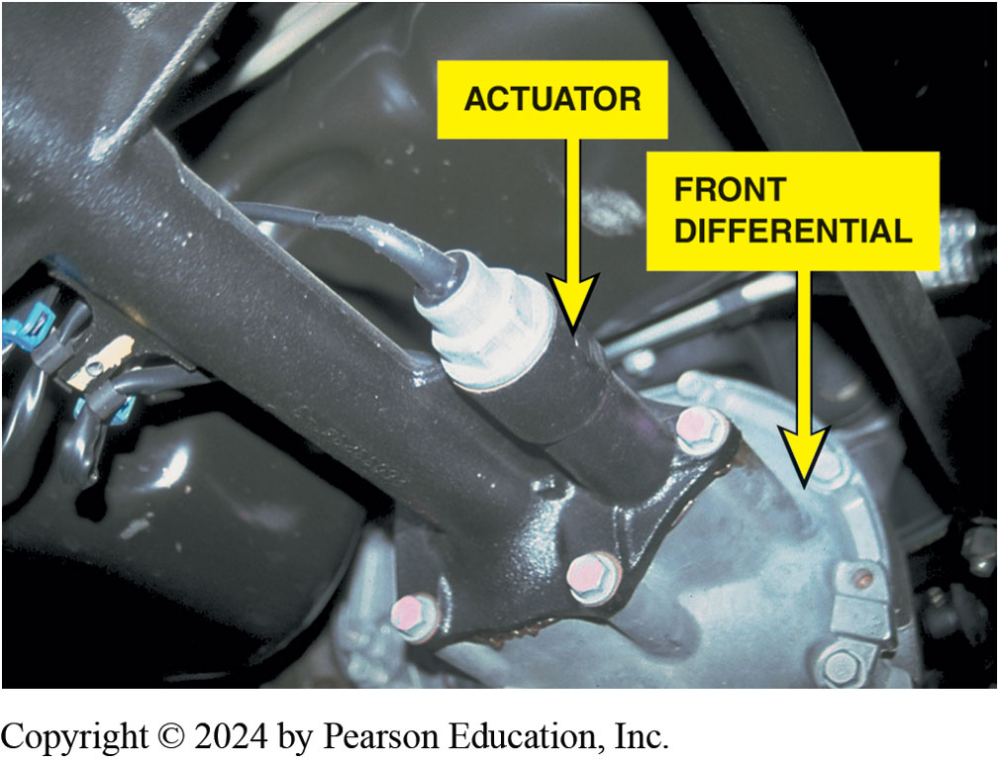 ACTUATOR
FRONT
DIFFERENTIAL
Copyright © 2024 by Pearson Education, Inc.